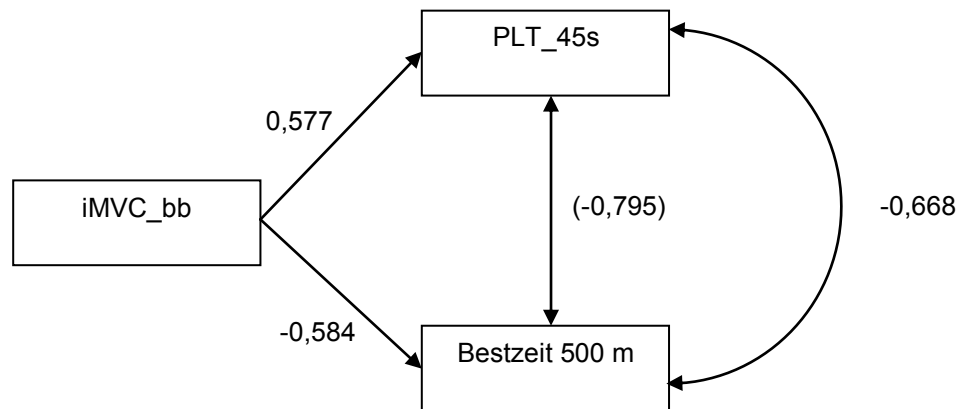 PLT_45s
0,577
iMVC_bb
(-0,795)
-0,668
-0,584
Bestzeit 500 m